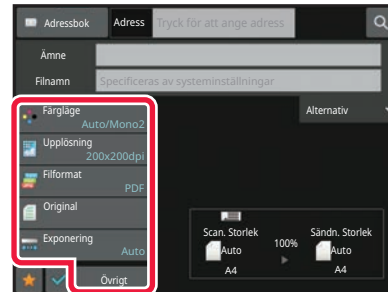 Adressbok Adress Tryck för att ange adress
Ämne
Filnamn Specificeras av systeminställningar
Färgläge
Auto/Mono2
Alternativ
Upplösning
200x200dpi
Filformat
PDF
Original
Exponering
Auto
Övrigt
Scan. Storlek
Auto
A4
100%
Sändn. Storlek
Auto
A4